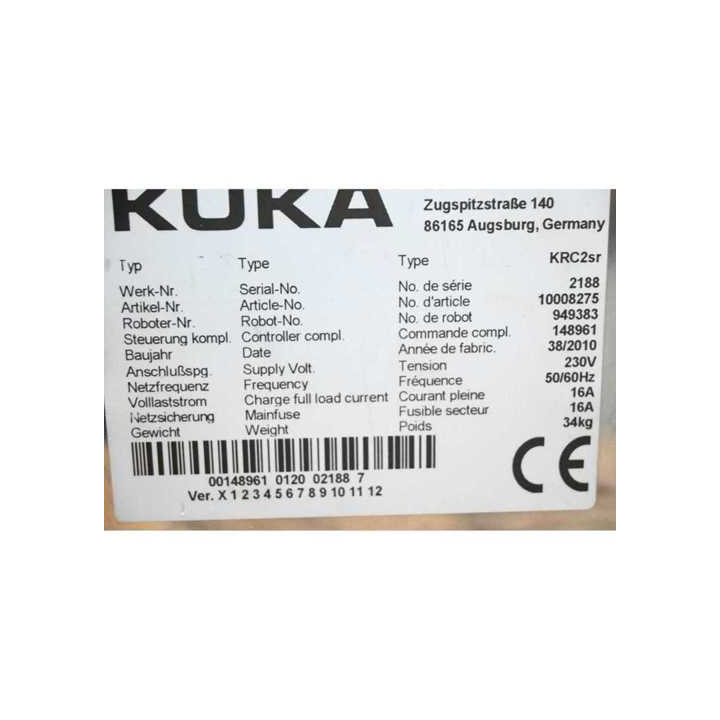 KUKA Zugspitzstraße 140
86165 Augsburg, Germany
Typ Type Type KRC2sr
Werk-Nr. Serial-No. No. de série 2188
Artikel-Nr. Article-No. No. d'article 10008275
Roboter-Nr. Robot-No. No. de robot 949383
Steuerung kompl. Controller compl. Commande compl. 148961
Baujahr Date Année de fabric. 38/2010
Anschlußspg. Supply Volt. Tension 230V
Netzfrequenz Frequency Fréquence 50/60Hz
Volllaststrom Charge full load current Courant pleine 16A
Netzsicherung Mainfuse Fusible secteur 16A
Gewicht Weight Poids 34kg
00148961 0120 02188 7
Ver. X 1 2 3 4 5 6 7 8 9 10 11 12
CE